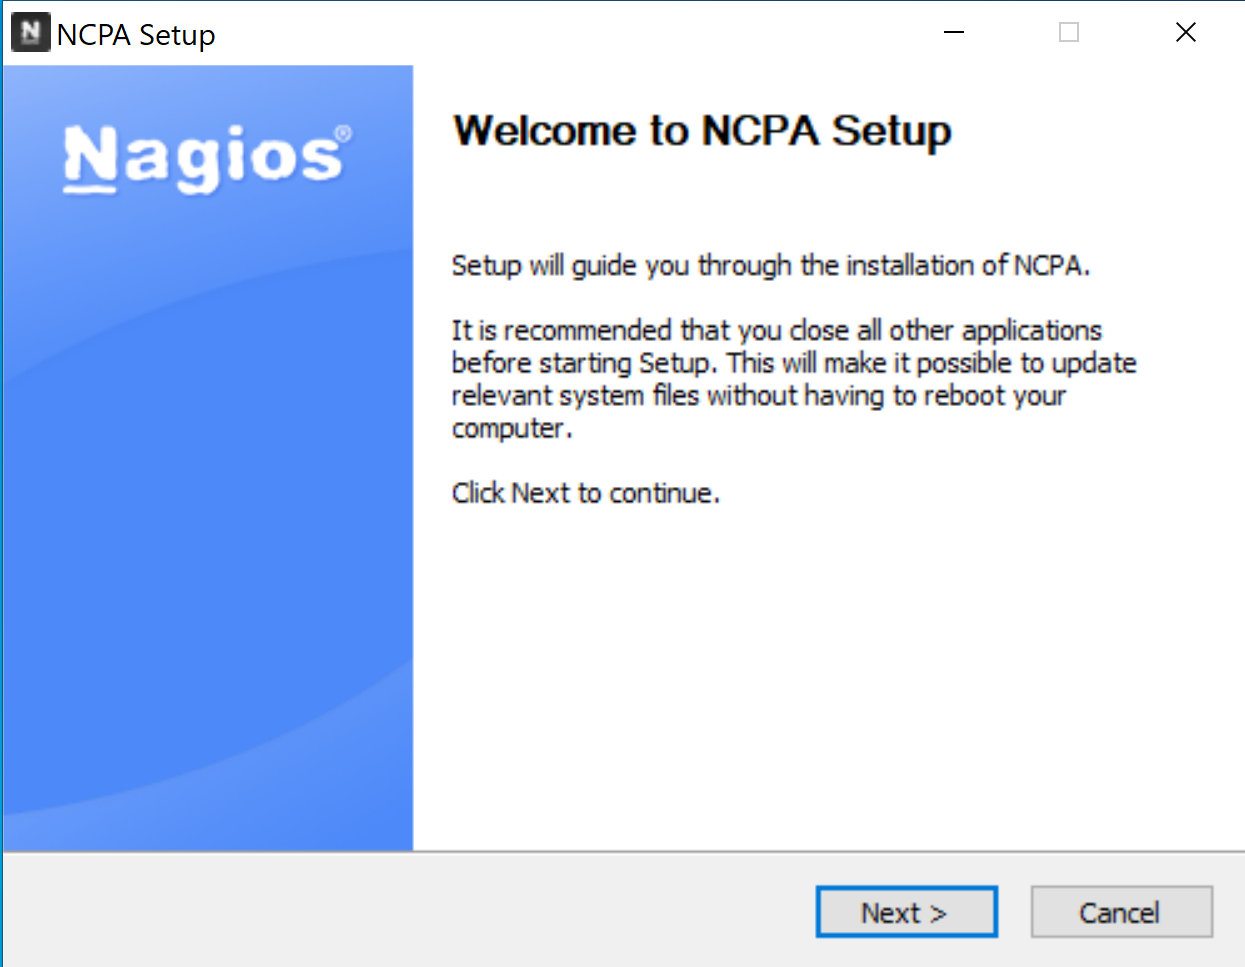 NCPA Setup
Nagios®
Welcome to NCPA Setup
Setup will guide you through the installation of NCPA.
It is recommended that you close all other applications
before starting Setup. This will make it possible to update
relevant system files without having to reboot your
computer.
Click Next to continue.
Next >
Cancel